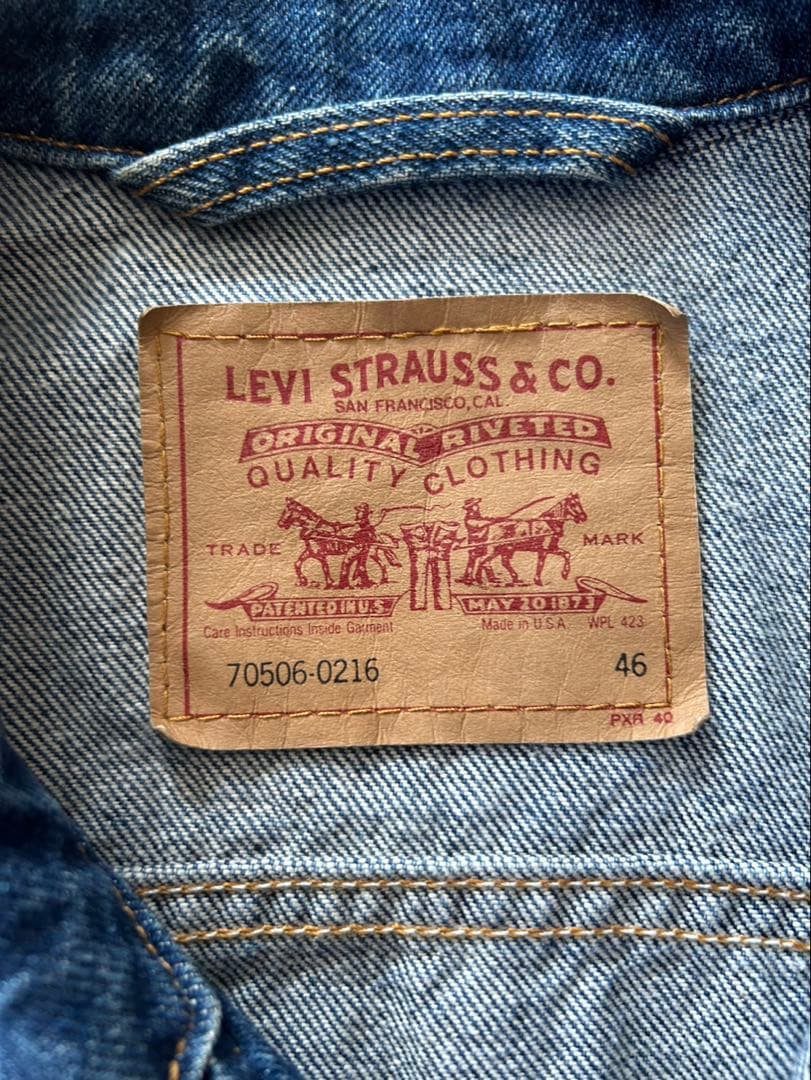 LEVI STRAUSS & CO.
SAN FRANCISCO, CAL.
ORIGINAL RIVETED
QUALITY CLOTHING
TRADE MARK
PATENTED IN U.S. MAY 20 1873
Care Instructions Inside Garment Made in U.S.A WPL 423
70506-0216 46
PXR 40